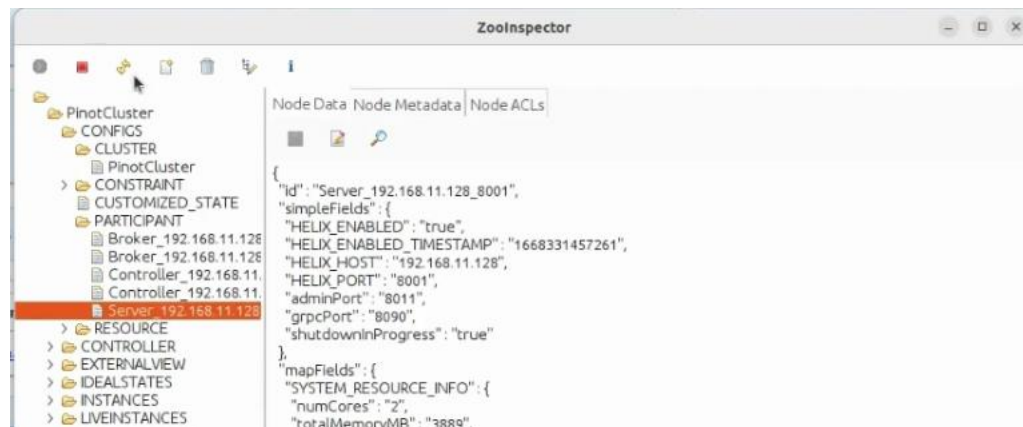 ZooInspector
PinotCluster
CONFIGS
CLUSTER
PinotCluster
CONSTRAINT
CUSTOMIZED_STATE
PARTICIPANT
Broker_192.168.11.128
Broker_192.168.11.128
Controller_192.168.11.
Controller_192.168.11.
Server_192.168.11.128
RESOURCE
CONTROLLER
EXTERNALVIEW
IDEALSTATES
INSTANCES
LIVEINSTANCES
Node Data Node Metadata Node ACLs
{
"id" : "Server_192.168.11.128_8001",
"simpleFields" : {
"HELIX_ENABLED" : "true",
"HELIX_ENABLED_TIMESTAMP" : "1668331457261",
"HELIX_HOST" : "192.168.11.128",
"HELIX_PORT" : "8001",
"adminPort" : "8011",
"grpcPort" : "8090",
"shutdownInProgress" : "true"
},
"mapFields" : {
"SYSTEM_RESOURCE_INFO" : {
"numCores" : "2",
"totalMemoryMB" : "3889",